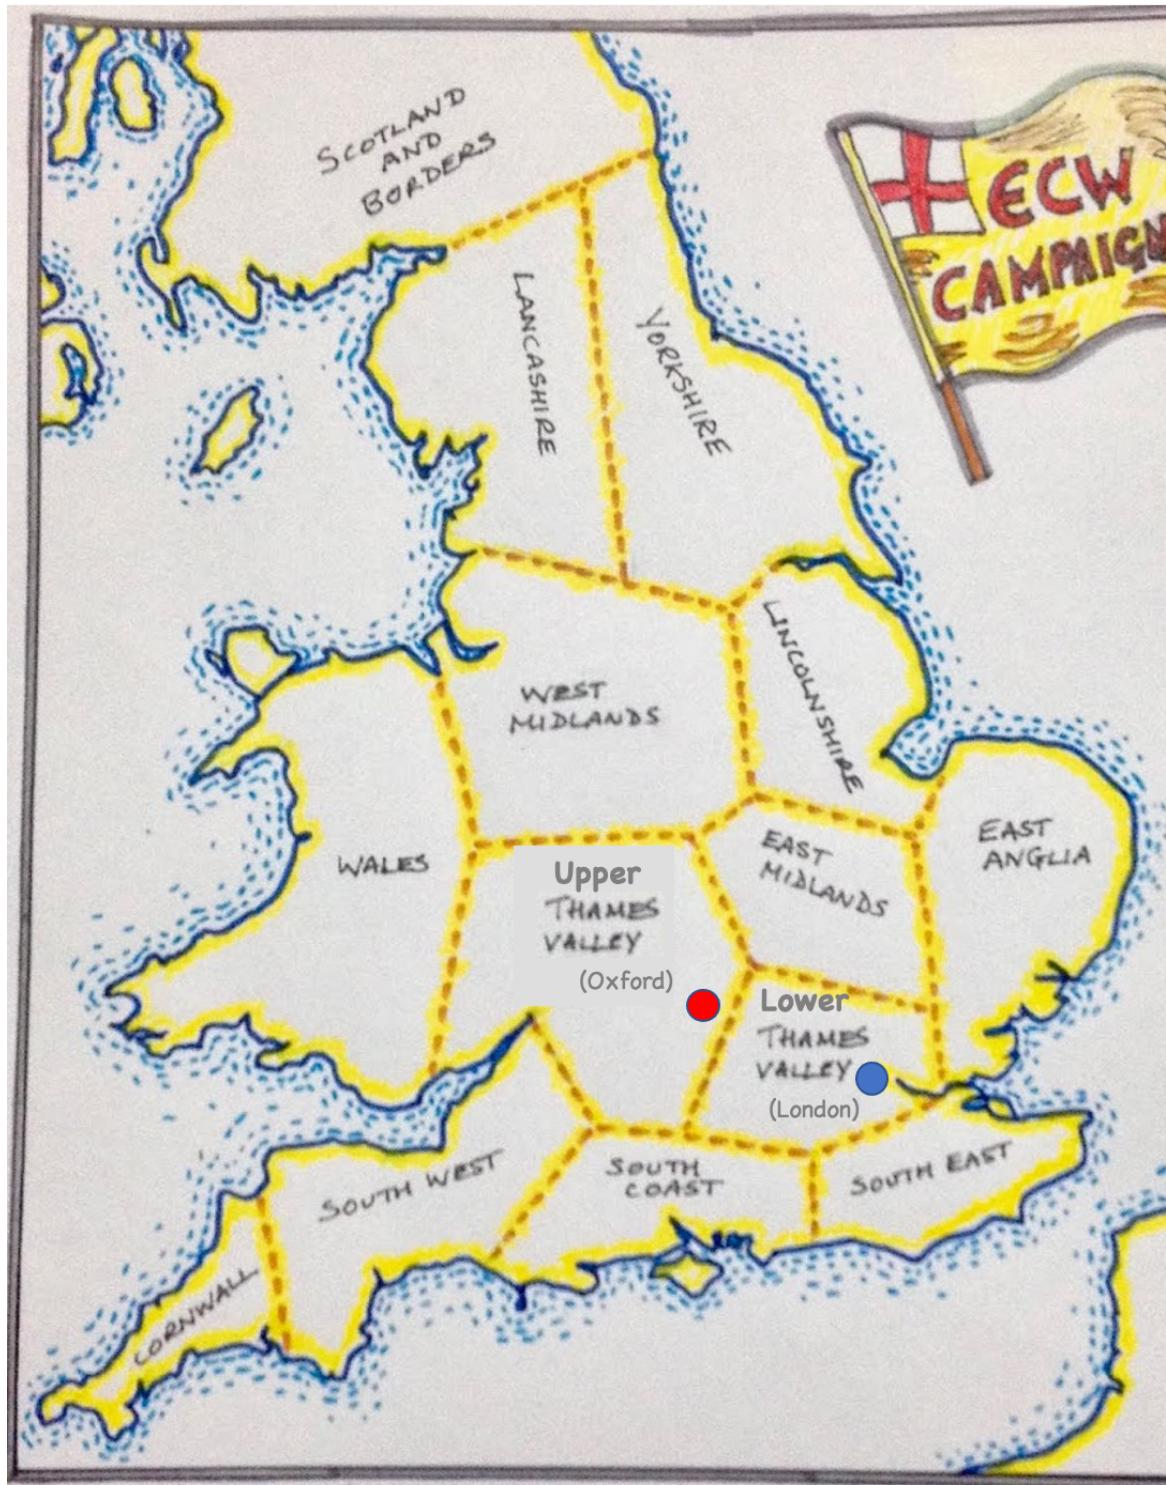 SCOTLAND
AND
BORDERS
ECW
CAMPAIGN
LANCASHIRE
YORKSHIRE
LINCOLNSHIRE
WEST
MIDLANDS
WALES
Upper
THAMES
VALLEY
(Oxford)
EAST
MIDLANDS
EAST
ANGLIA
Lower
THAMES
VALLEY
(London)
SOUTH WEST
SOUTH
COAST
SOUTH EAST
CORNWALL